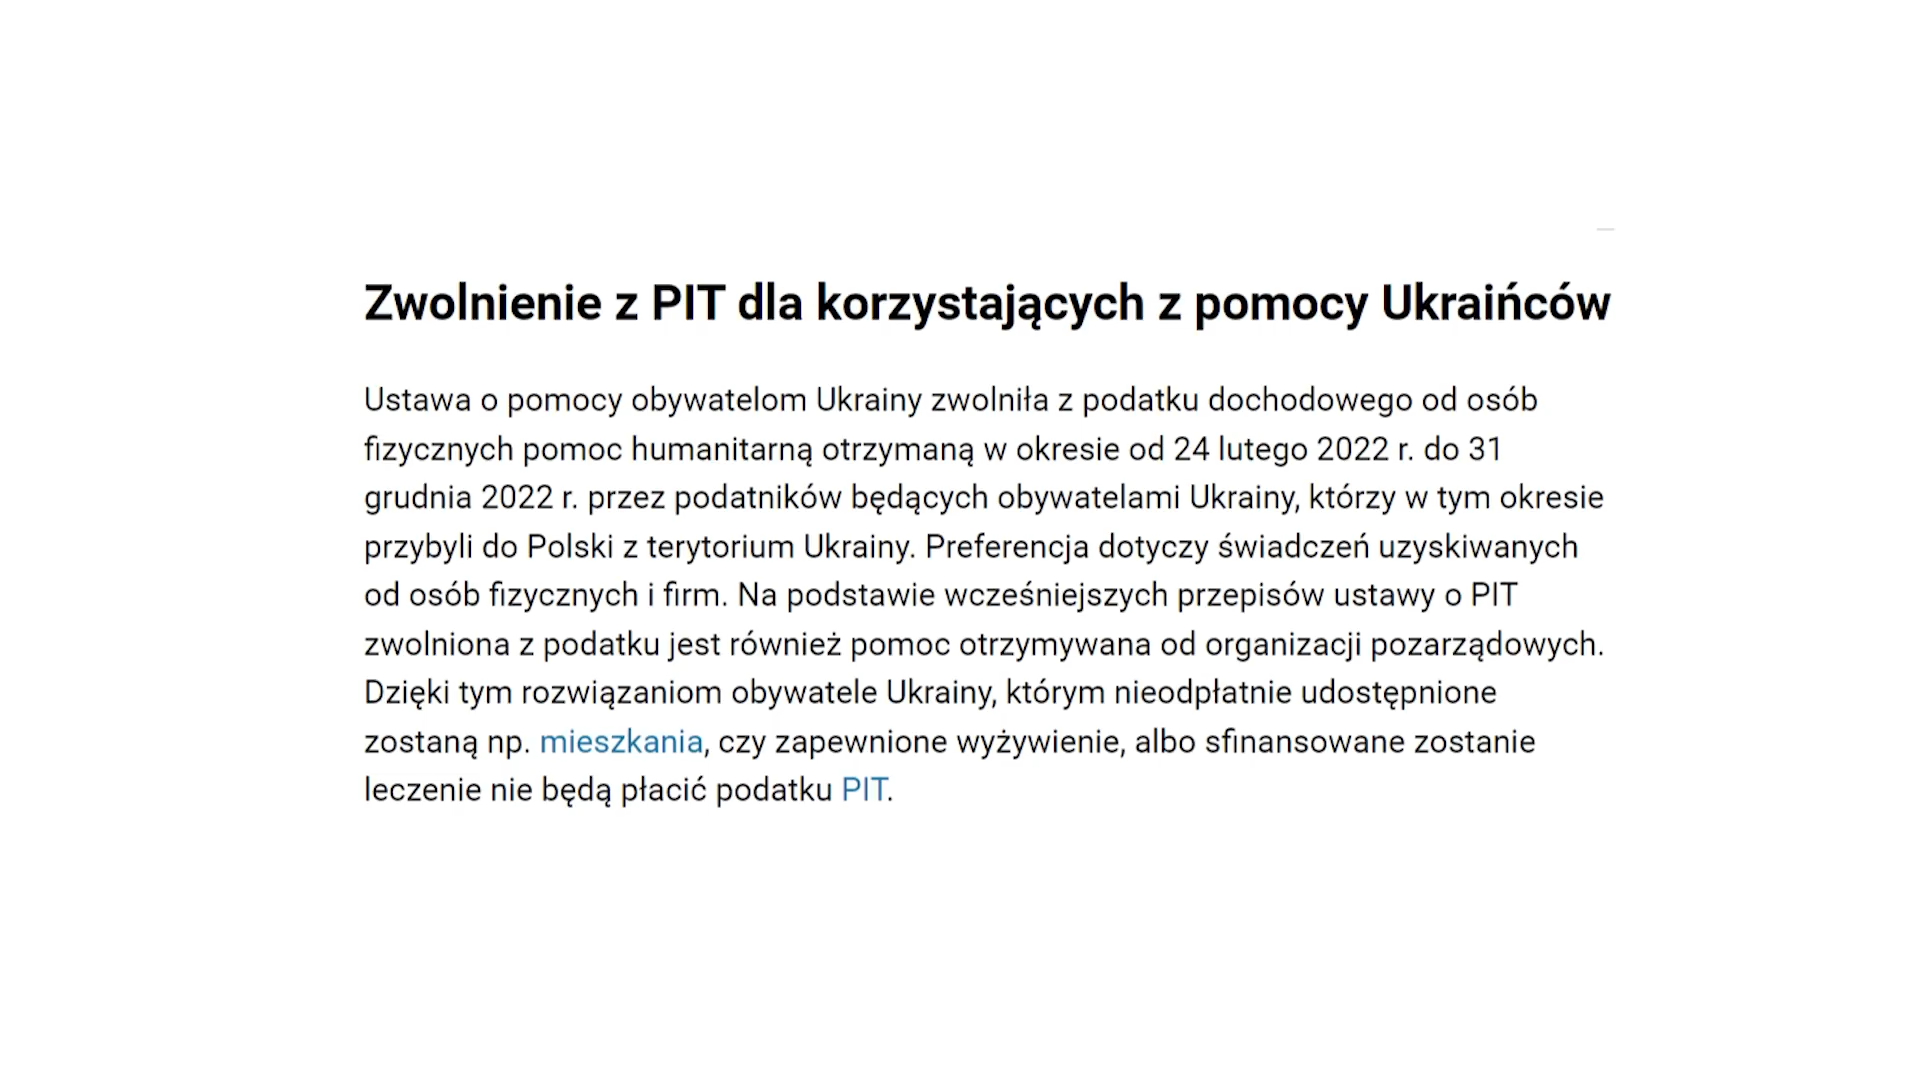 Zwolnienie z PIT dla korzystających z pomocy Ukraińców
Ustawa o pomocy obywatelom Ukrainy zwolniła z podatku dochodowego od osób
fizycznych pomoc humanitarną otrzymaną w okresie od 24 lutego 2022 r. do 31
grudnia 2022 r. przez podatników będących obywatelami Ukrainy, którzy w tym okresie
przybyli do Polski z terytorium Ukrainy. Preferencja dotyczy świadczeń uzyskiwanych
od osób fizycznych i firm. Na podstawie wcześniejszych przepisów ustawy o PIT
zwolniona z podatku jest również pomoc otrzymywana od organizacji pozarządowych.
Dzięki tym rozwiązaniom obywatele Ukrainy, którym nieodpłatnie udostępnione
zostaną np. mieszkania, czy zapewnione wyżywienie, albo sfinansowane zostanie
leczenie nie będą płacić podatku PIT.